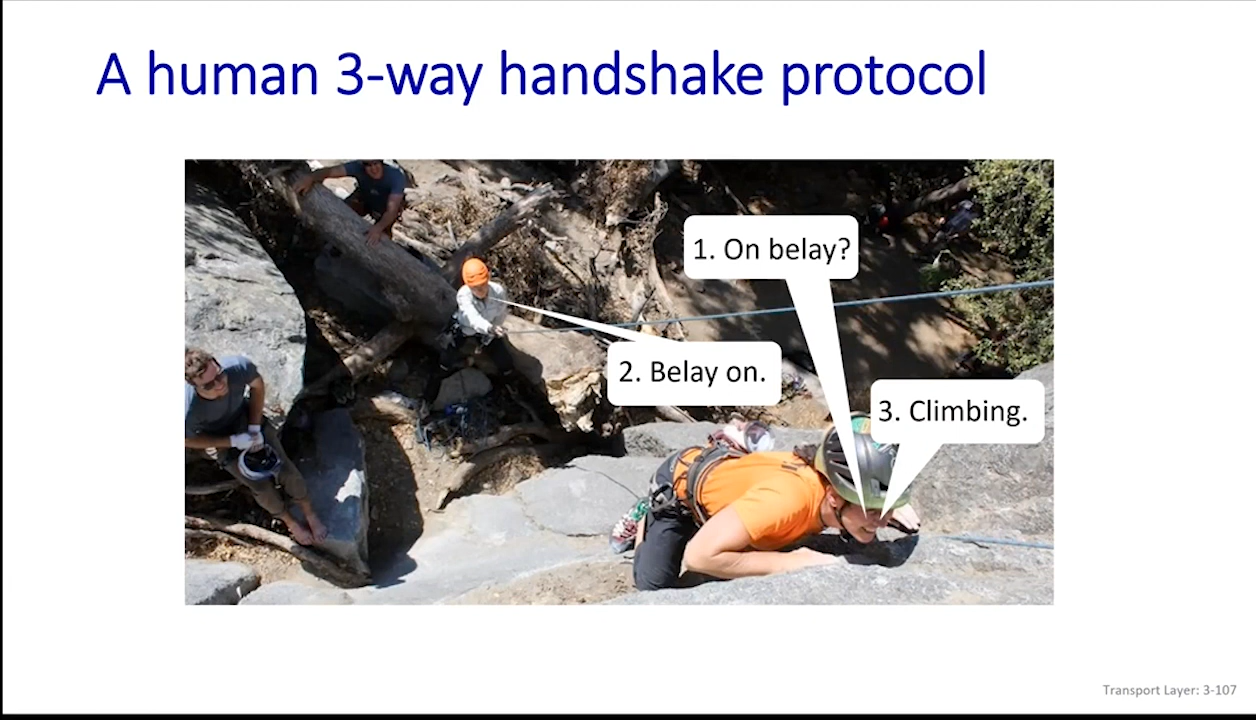 A human 3-way handshake protocol
1. On belay?
2. Belay on.
3. Climbing.
Transport Layer: 3-107